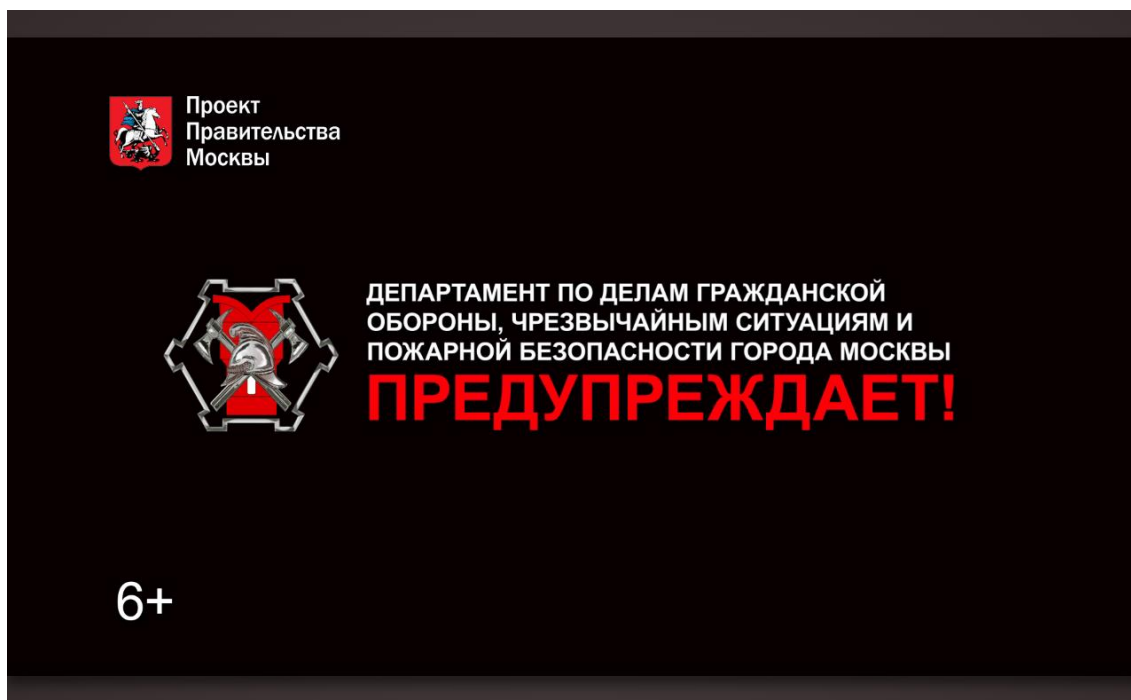 Проект
Правительства
Москвы
ДЕПАРТАМЕНТ ПО ДЕЛАМ ГРАЖДАНСКОЙ
ОБОРОНЫ, ЧРЕЗВЫЧАЙНЫМ СИТУАЦИЯМ И
ПОЖАРНОЙ БЕЗОПАСНОСТИ ГОРОДА МОСКВЫ
ПРЕДУПРЕЖДАЕТ!
6+